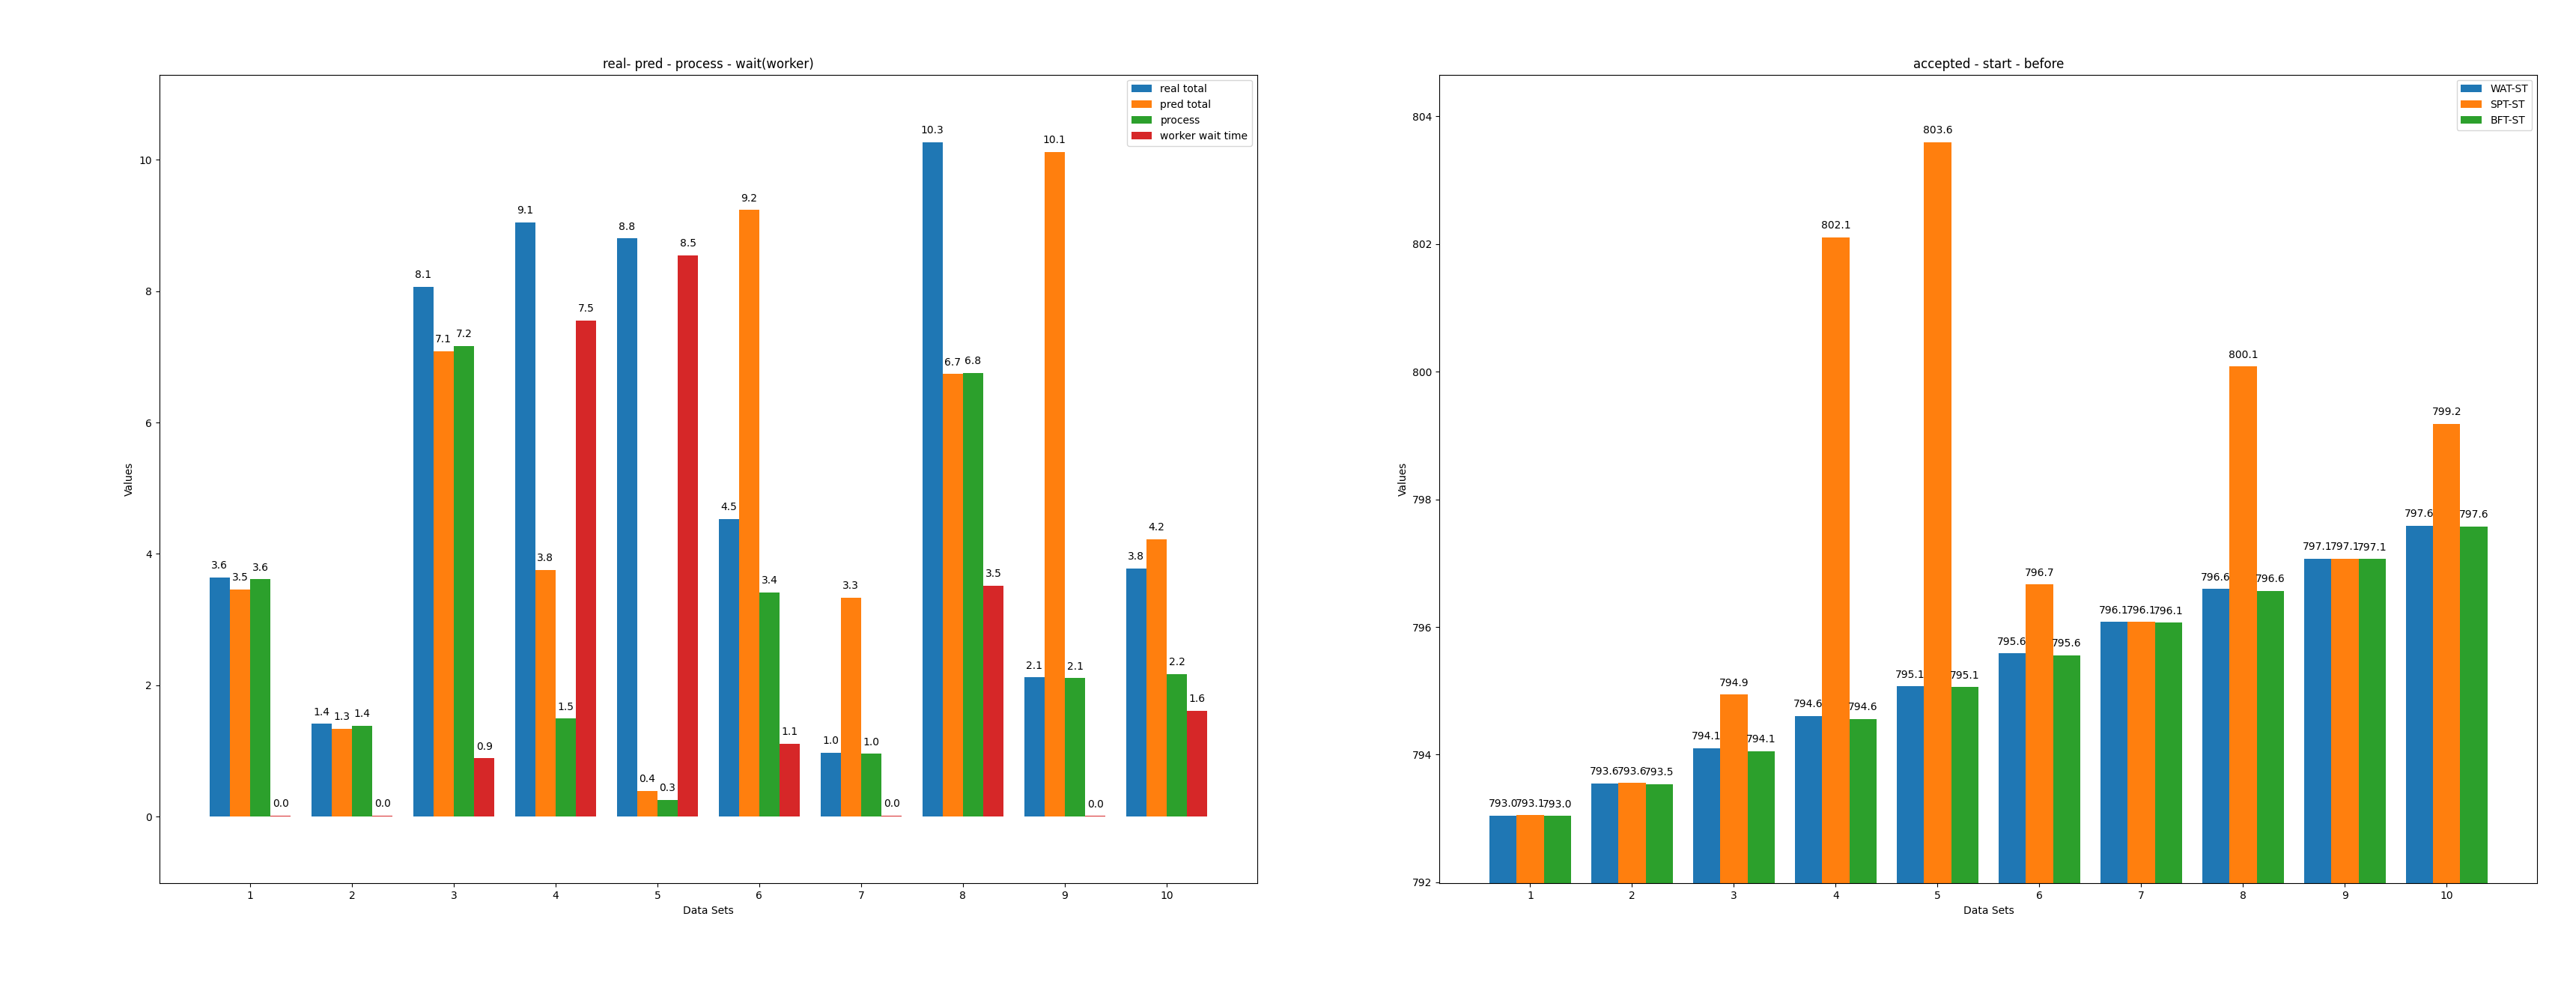 real- pred - process - wait(worker)
real total
pred total
process
worker wait time
Values
10
8
6
4
2
0
3.6 3.5 3.6 0.0
1.4 1.3 1.4 0.0
8.1 7.1 7.2 0.9
9.1 3.8 1.5 7.5
8.8 0.4 0.3 8.5
4.5 9.2 3.4 1.1
1.0 3.3 1.0 0.0
10.3 6.7 6.8 3.5
2.1 10.1 2.1 0.0
3.8 4.2 2.2 1.6
1 2 3 4 5 6 7 8 9 10
Data Sets
accepted - start - before
WAT-ST
SPT-ST
BFT-ST
Values
804
802
800
798
796
794
792
793.0 793.1 793.0
793.6 793.6 793.5
794.1 794.9 794.1
794.6 802.1 794.6
795.1 803.6 795.1
795.6 796.7 795.6
796.1 796.1 796.1
796.6 800.1 796.6
797.1 797.1 797.1
797.6 799.2 797.6
1 2 3 4 5 6 7 8 9 10
Data Sets